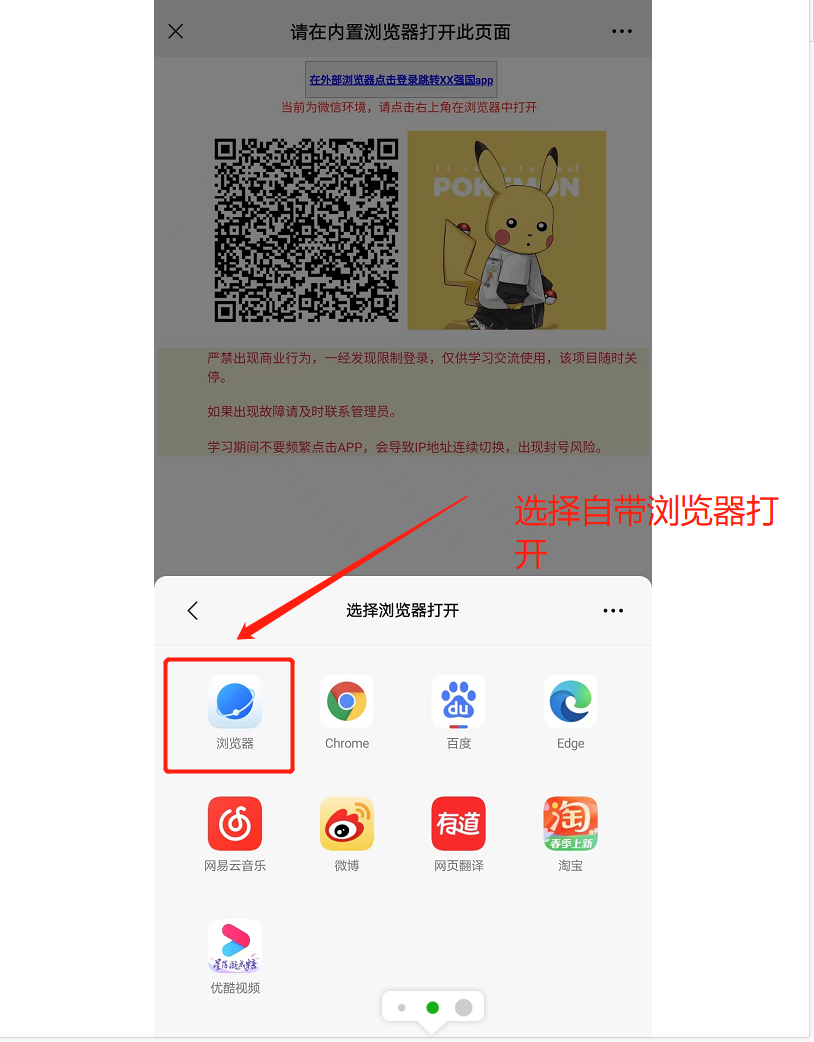 请在内置浏览器打开此页面
在外部浏览器点击登录跳转XX强国app
当前为微信环境，请点击右上角在浏览器中打开
POKEMON
严禁出现商业行为，一经发现限制登录，仅供学习交流使用，该项目随时关
停。
如果出现故障请及时联系管理员。
学习期间不要频繁点击APP，会导致IP地址连续切换，出现封号风险。
选择自带浏览器打
开
选择浏览器打开
du
浏览器
Chrome
百度
Edge
有道
淘
春季上新
网易云音乐
微博
网页翻译
淘宝
优酷视频